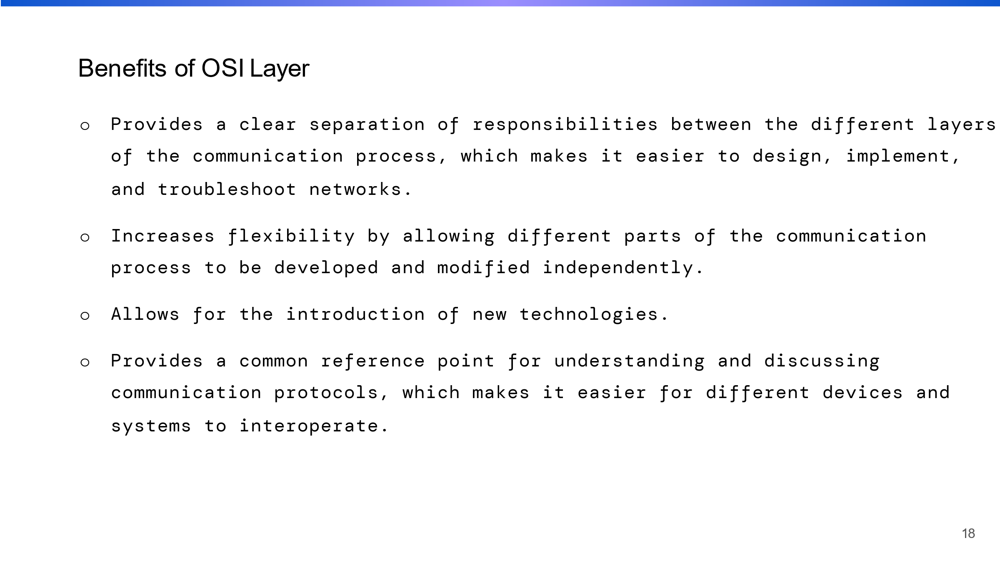 Benefits of OSI Layer
○ Provides a clear separation of responsibilities between the different layers
of the communication process, which makes it easier to design, implement,
and troubleshoot networks.
○ Increases flexibility by allowing different parts of the communication
process to be developed and modified independently.
○ Allows for the introduction of new technologies.
○ Provides a common reference point for understanding and discussing
communication protocols, which makes it easier for different devices and
systems to interoperate.
18